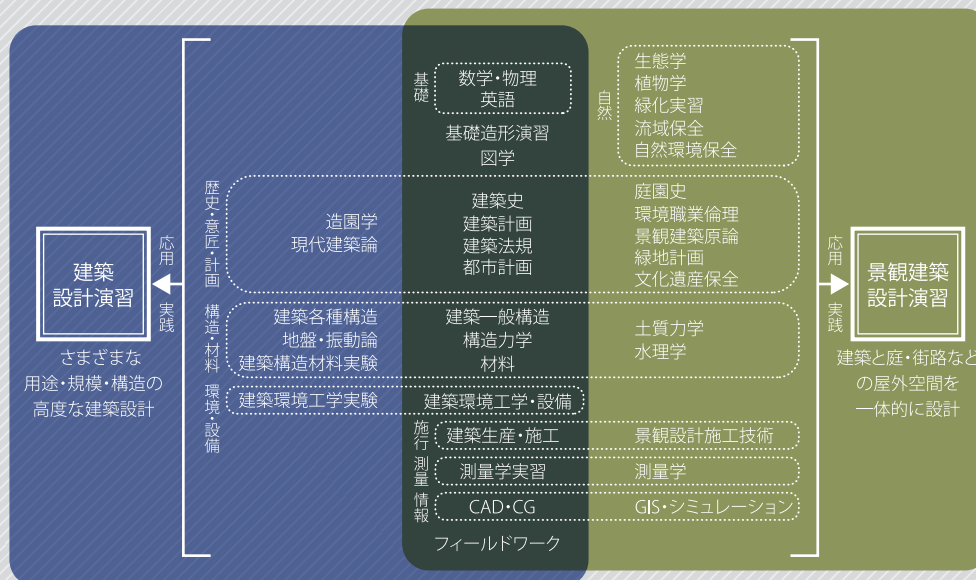 基礎
数学・物理
英語
基礎造形演習
図学
自然
生態学
植物学
緑化実習
流域保全
自然環境保全
歴史・意匠・計画
造園学
現代建築論
建築史
建築計画
建築法規
都市計画
庭園史
環境職業倫理
景観建築原論
緑地計画
文化遺産保全
構造・材料
建築各種構造
地盤・振動論
建築構造材料実験
建築一般構造
構造力学
材料
土質力学
水理学
環境・設備
建築環境工学実験
建築環境工学・設備
施行
建築生産・施工
景観設計施工技術
測量
測量学実習
測量学
情報
CAD・CG
GIS・シミュレーション
フィールドワーク
応用
実践
建築
設計演習
さまざまな
用途・規模・構造の
高度な建築設計
応用
実践
景観建築
設計演習
建築と庭・街路など
の屋外空間を
一体的に設計